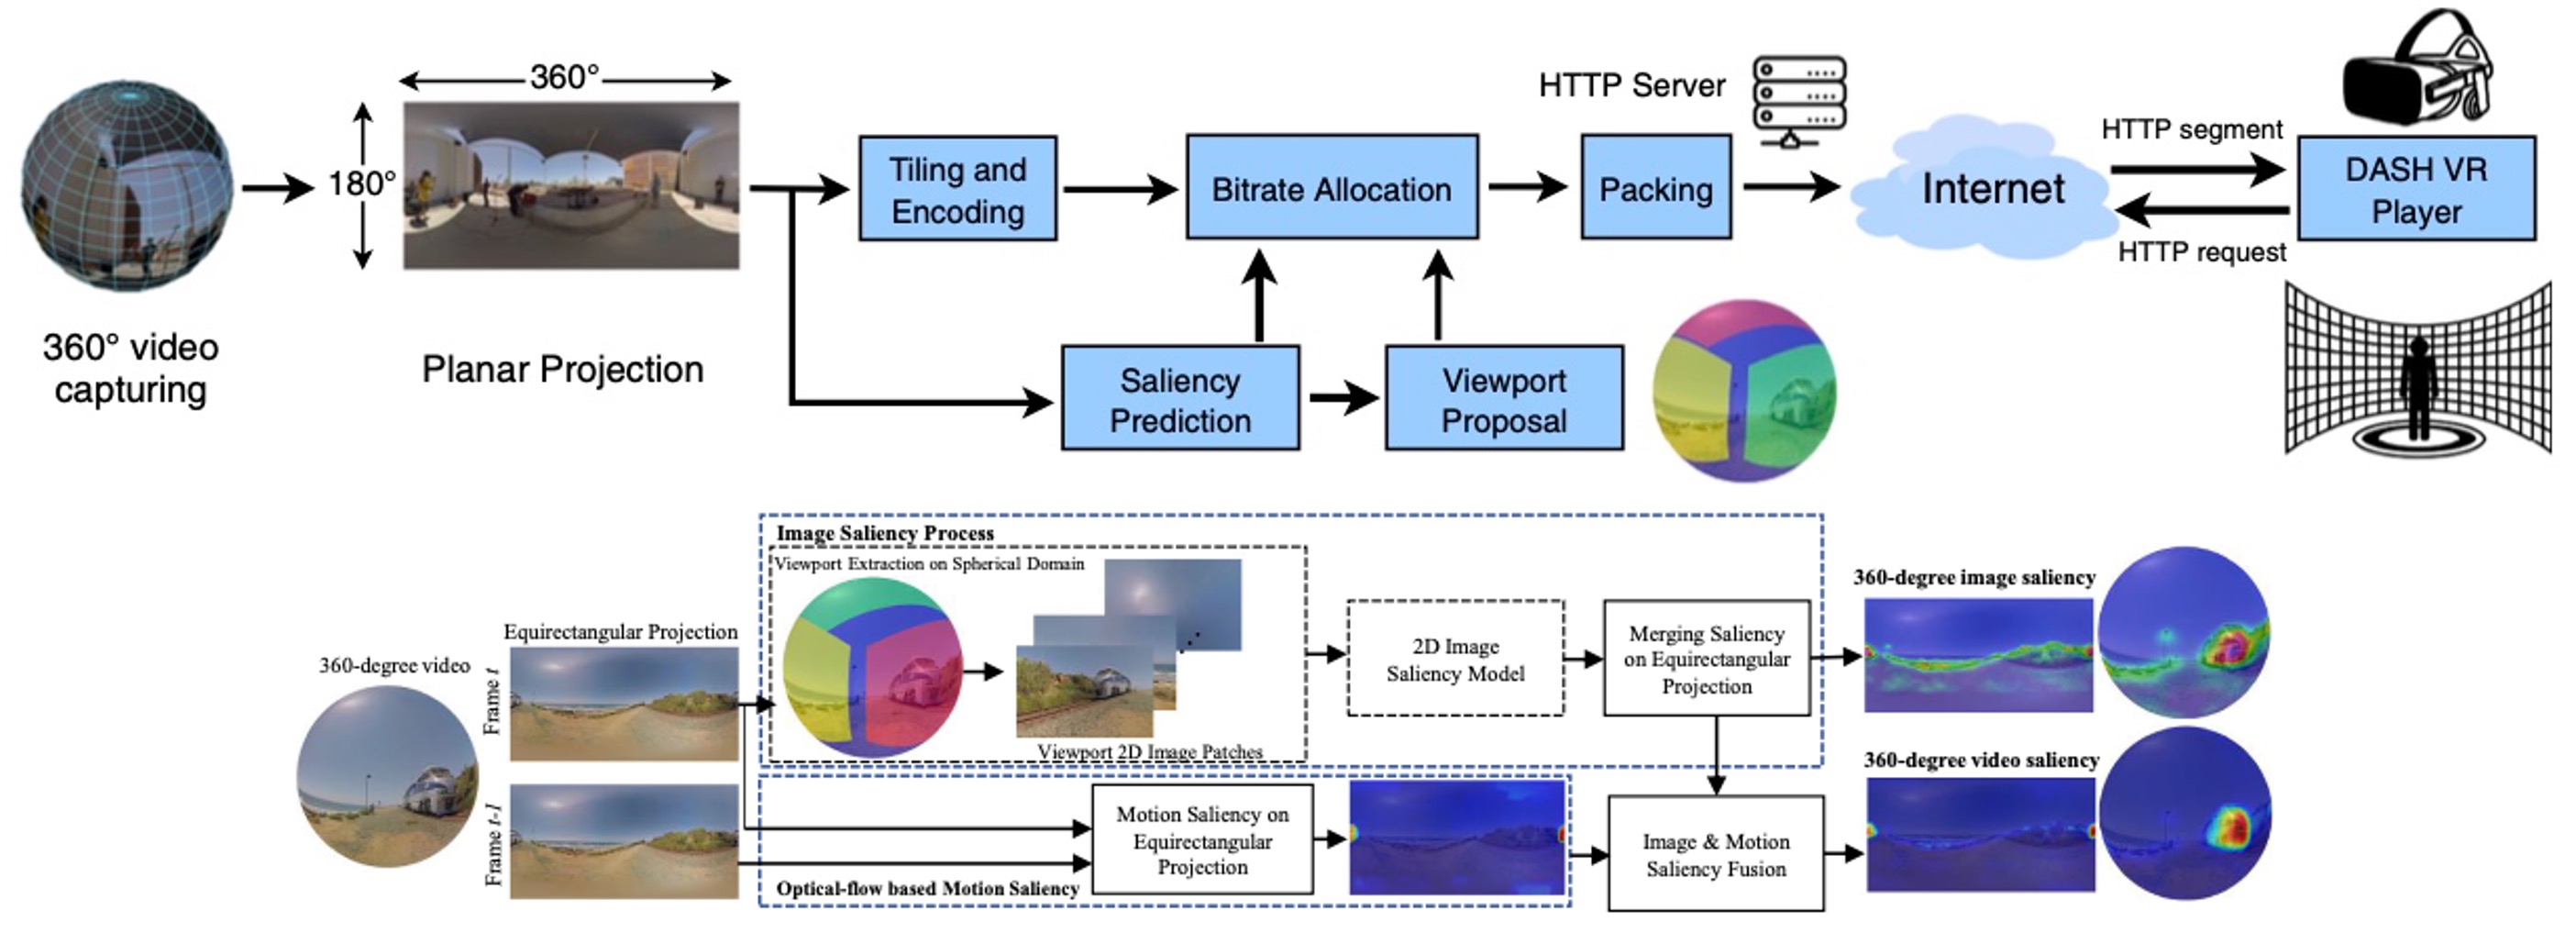 360°
180°
360° video
capturing
Planar Projection
Tiling and
Encoding
Bitrate Allocation
Packing
HTTP Server
Internet
HTTP segment
HTTP request
DASH VR
Player
Saliency
Prediction
Viewport
Proposal
Image Saliency Process
Viewport Extraction on Spherical Domain
Viewport 2D Image Patches
360-degree video
Equirectangular Projection
Frame t
Frame t-1
2D Image
Saliency Model
Merging Saliency
on Equirectangular
Projection
360-degree image saliency
360-degree video saliency
Motion Saliency on
Equirectangular
Projection
Optical-flow based Motion Saliency
Image & Motion
Saliency Fusion